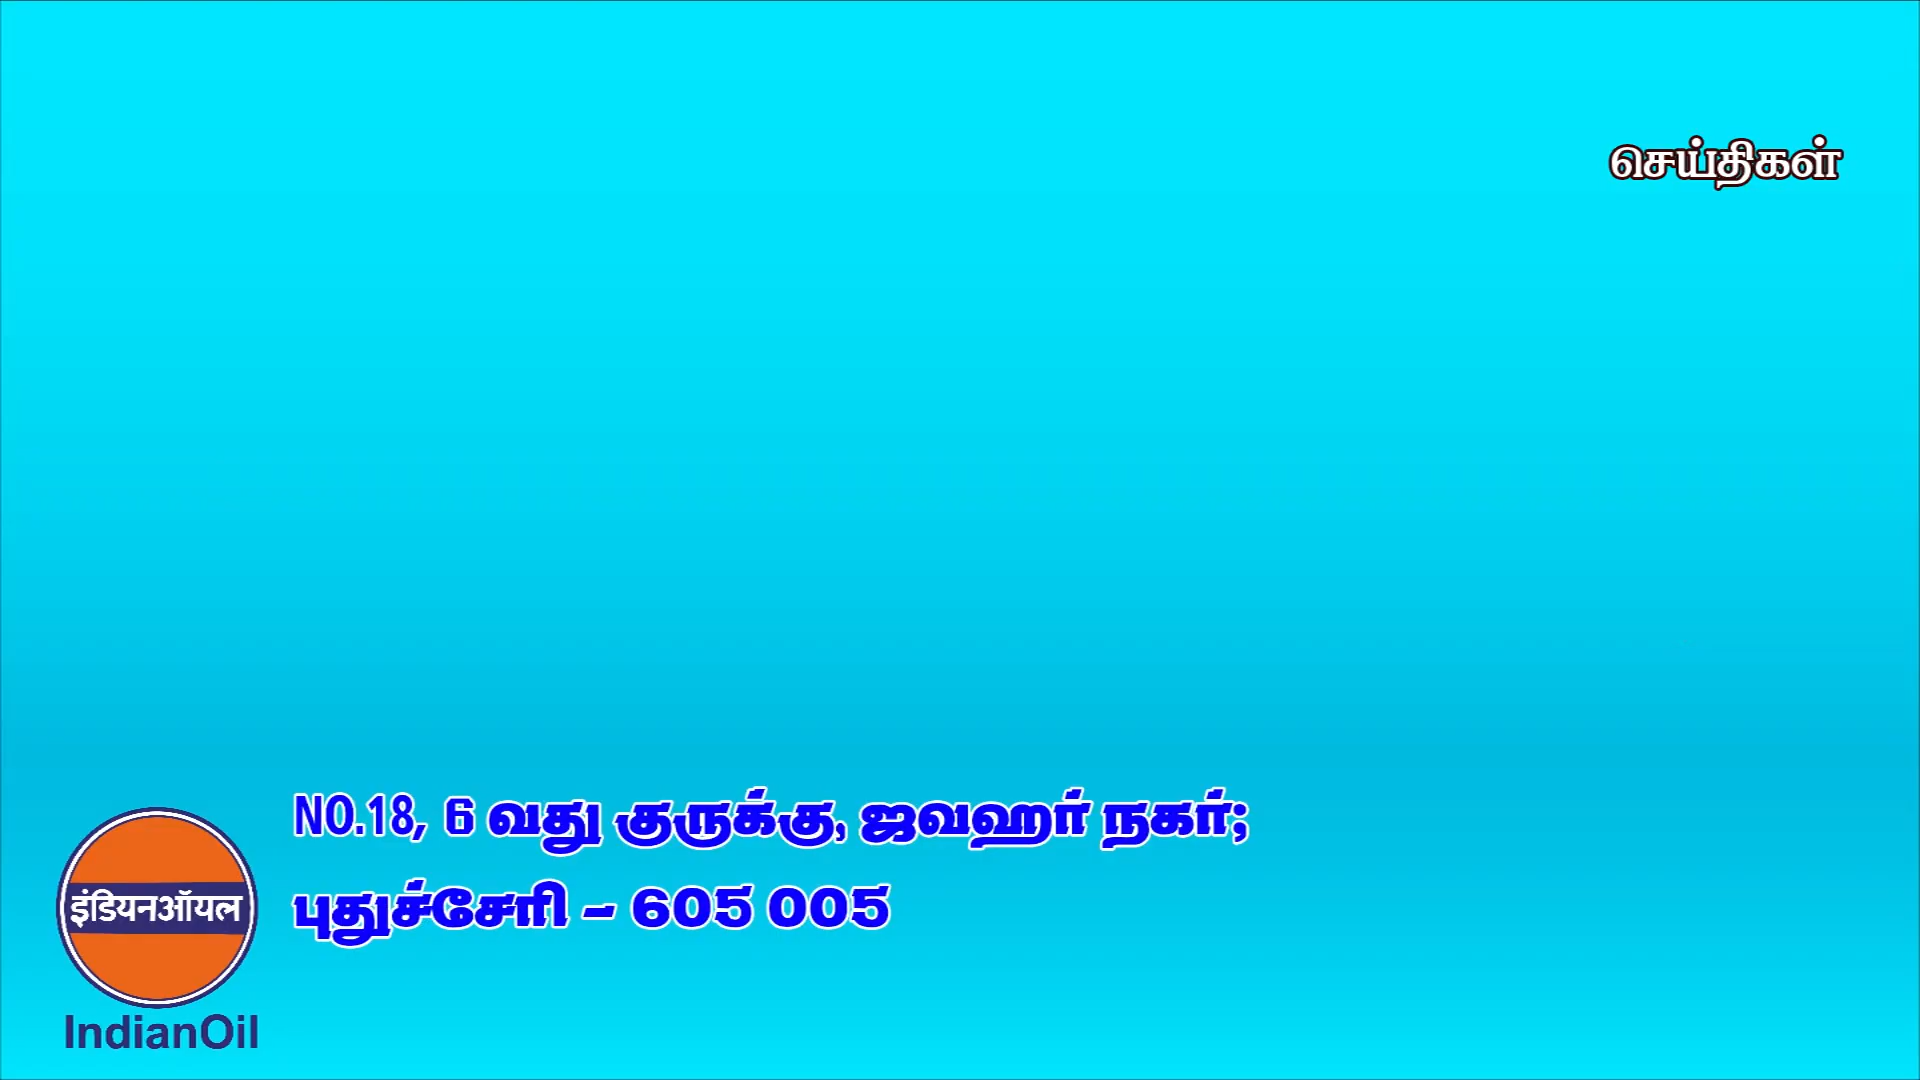 செய்திகள்
NO.18, 6 வது குருக்கு, ஜவஹர் நகர்;
புதுச்சேரி – 605 005
इंडियनऑयल
IndianOil